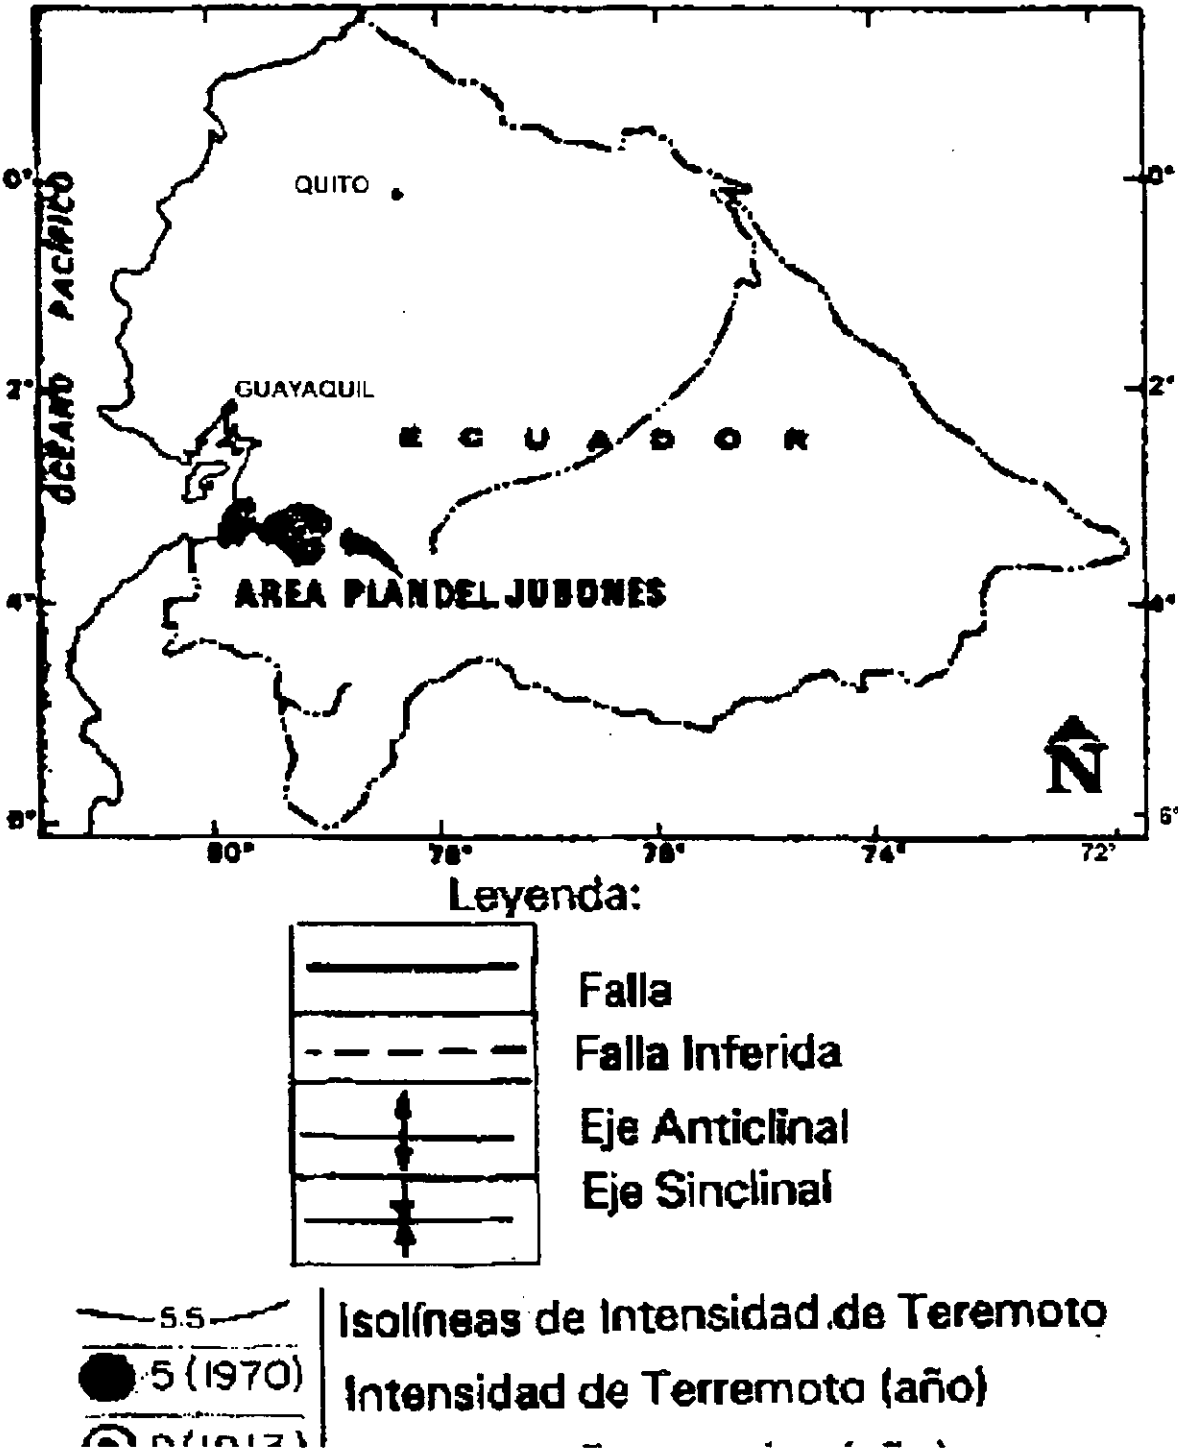 QUITO
0°
0°
OCEANO PACIFICO
GUAYAQUIL
2°
2°
ECUADOR
AREA PLAN DEL JUBONES
4°
4°
N
6°
80°
78°
74°
72°
Leyenda:
Falla
Falla Inferida
Eje Anticlinal
Eje Sinclinal
5.5
Isolíneas de Intensidad de Teremoto
5 (1970)
Intensidad de Terremoto (año)